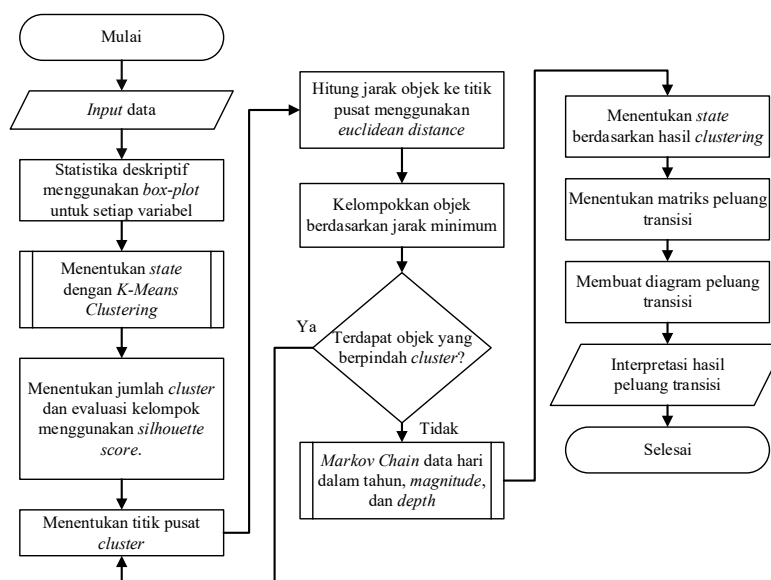 Mulai
Input data
Statistika deskriptif
menggunakan box-plot
untuk setiap variabel
Menentukan state
dengan K-Means
Clustering
Menentukan jumlah cluster
dan evaluasi kelompok
menggunakan silhouette
score.
Menentukan titik pusat
cluster
Hitung jarak objek ke titik
pusat menggunakan
euclidean distance
Kelompokkan objek
berdasarkan jarak minimum
Terdapat objek yang
berpindah cluster?
Ya
Tidak
Markov Chain data hari
dalam tahun, magnitude,
dan depth
Menentukan state
berdasarkan hasil clustering
Menentukan matriks peluang
transisi
Membuat diagram peluang
transisi
Interpretasi hasil
peluang transisi
Selesai